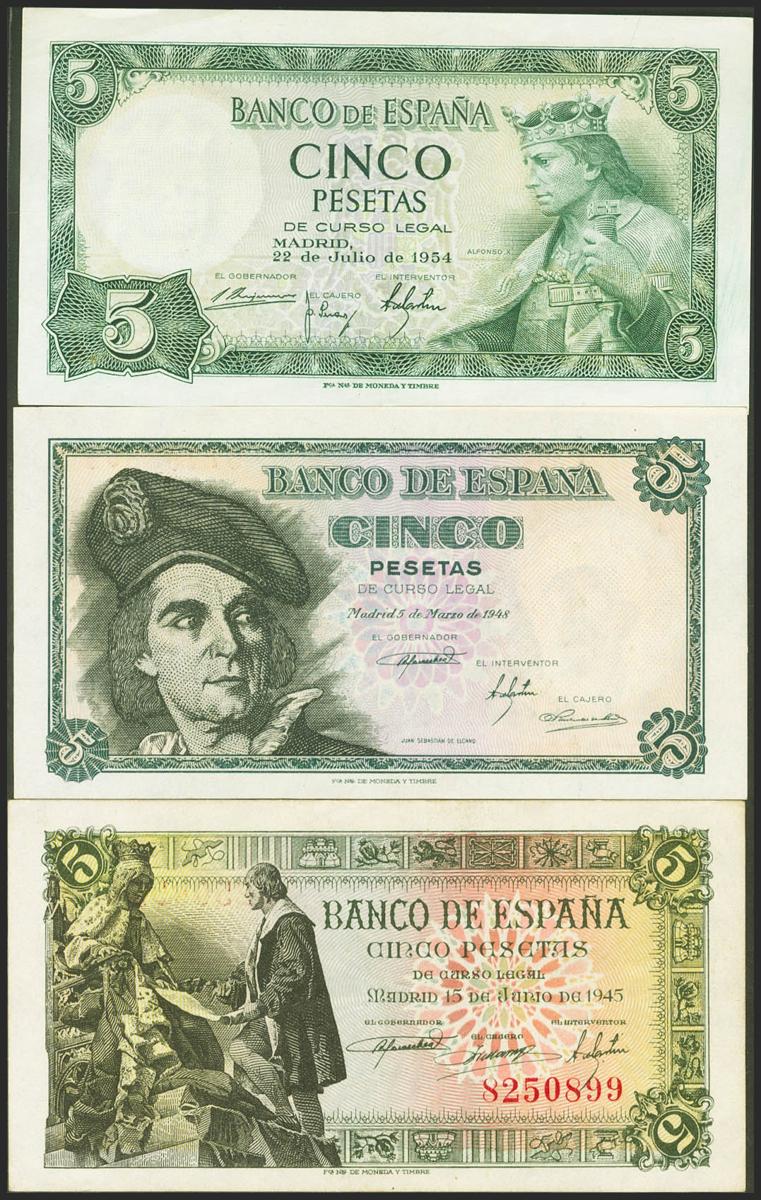 5
5
BANCO DE ESPAÑA
CINCO
PESETAS
DE CURSO LEGAL
MADRID,
22 de Julio de 1954
ALFONSO X
EL GOBERNADOR
EL INTERVENTOR
EL CAJERO
5
5
Fca Nal DE MONEDA Y TIMBRE
5
BANCO DE ESPAÑA
CINCO
PESETAS
DE CURSO LEGAL
Madrid 5 de Marzo de 1948
EL GOBERNADOR
EL INTERVENTOR
EL CAJERO
JUAN SEBASTIAN DE ELCANO
5
5
Fca Nal DE MONEDA Y TIMBRE
5
5
BANCO DE ESPAÑA
CINCO PESETAS
DE CURSO LEGAL
MADRID 15 DE JUNIO DE 1945
EL GOBERNADOR
EL CAJERO
EL INTERVENTOR
8250899
5
Fca Nal DE MONEDA Y TIMBRE